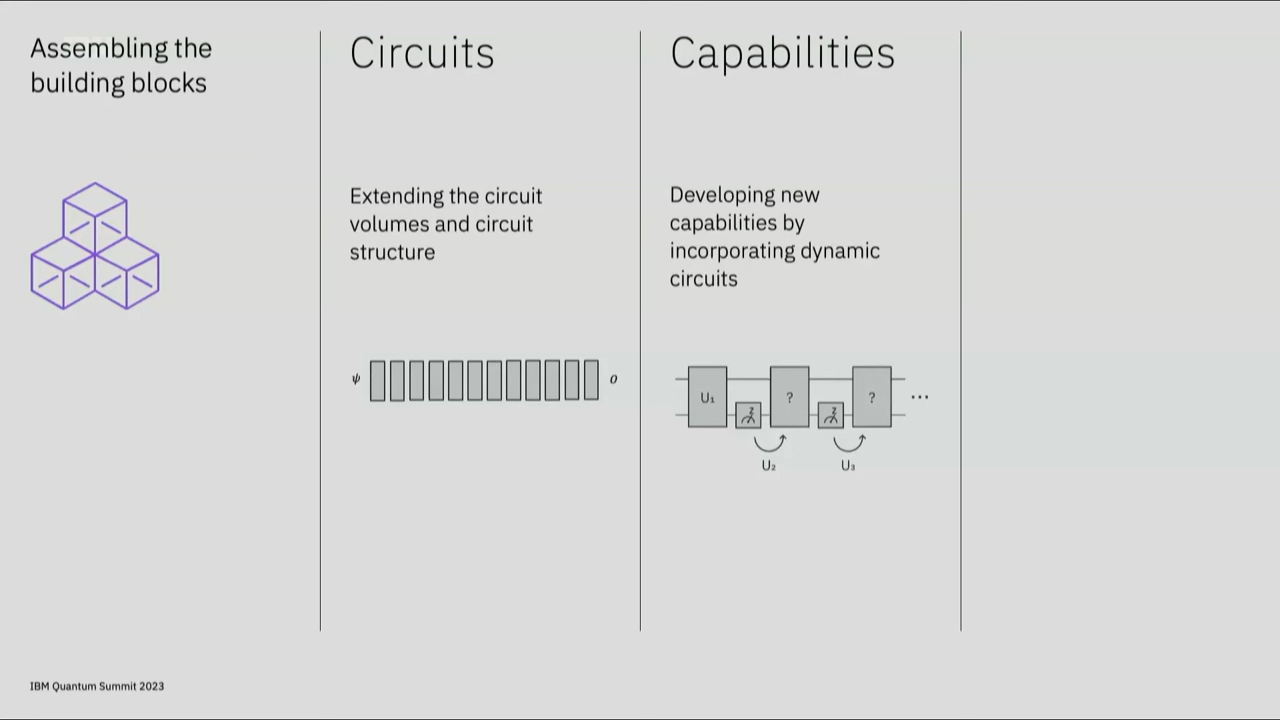 Assembling the
building blocks
Circuits
Extending the circuit
volumes and circuit
structure
ψ
O
Capabilities
Developing new
capabilities by
incorporating dynamic
circuits
U₁
z
?
z
?
...
U₂
U₃
IBM Quantum Summit 2023